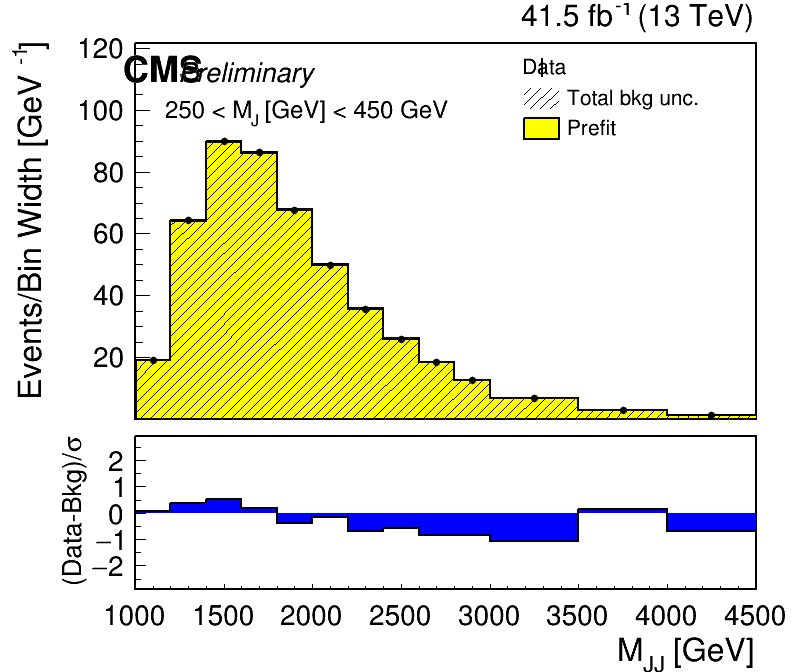 41.5 fb⁻¹ (13 TeV)
CMS Preliminary
250 < M_J [GeV] < 450 GeV
Data
Total bkg unc.
Prefit
Events/Bin Width [GeV⁻¹]
120
100
80
60
40
20
(Data-Bkg)/σ
2
1
0
−1
−2
1000 1500 2000 2500 3000 3500 4000 4500
M_JJ [GeV]